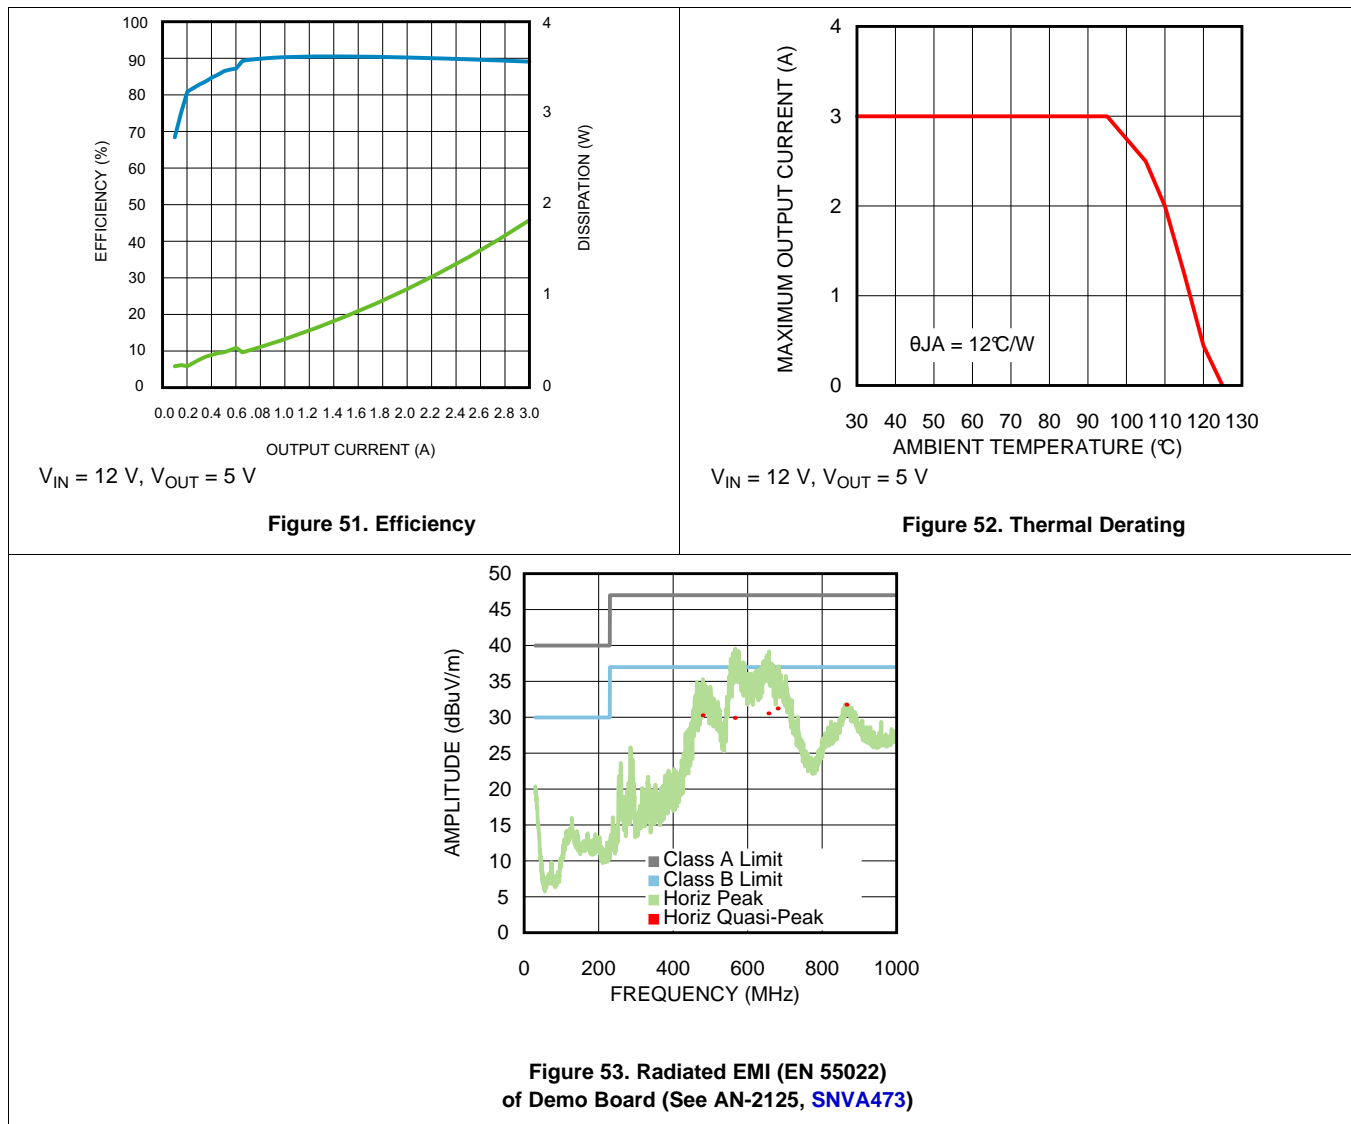 100
90
80
70
60
50
40
30
20
10
0
EFFICIENCY (%)
4
3
2
1
0
DISSIPATION (W)
0.0 0.2 0.4 0.6 .08 1.0 1.2 1.4 1.6 1.8 2.0 2.2 2.4 2.6 2.8 3.0
OUTPUT CURRENT (A)
VIN = 12 V, VOUT = 5 V
Figure 51. Efficiency
4
3
2
1
0
MAXIMUM OUTPUT CURRENT (A)
θJA = 12°C/W
30 40 50 60 70 80 90 100 110 120 130
AMBIENT TEMPERATURE (°C)
VIN = 12 V, VOUT = 5 V
Figure 52. Thermal Derating
50
45
40
35
30
25
20
15
10
5
0
AMPLITUDE (dBuV/m)
Class A Limit
Class B Limit
Horiz Peak
Horiz Quasi-Peak
0 200 400 600 800 1000
FREQUENCY (MHz)
Figure 53. Radiated EMI (EN 55022)
of Demo Board (See AN-2125, SNVA473)